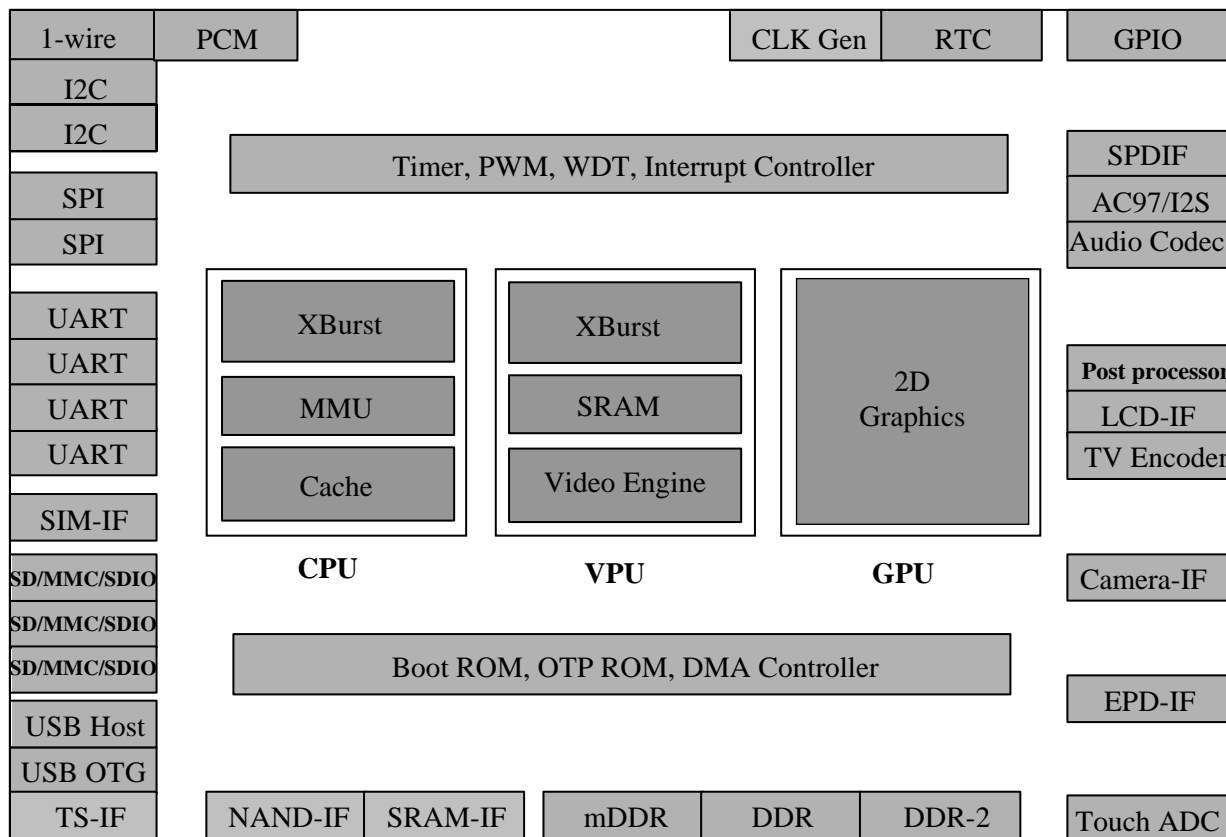 1-wire
PCM
CLK Gen
RTC
GPIO
I2C
I2C
SPI
SPI
UART
UART
UART
UART
SIM-IF
SD/MMC/SDIO
SD/MMC/SDIO
SD/MMC/SDIO
USB Host
USB OTG
TS-IF
Timer, PWM, WDT, Interrupt Controller
XBurst
MMU
Cache
CPU
XBurst
SRAM
Video Engine
VPU
2D
Graphics
GPU
Boot ROM, OTP ROM, DMA Controller
NAND-IF
SRAM-IF
mDDR
DDR
DDR-2
SPDIF
AC97/I2S
Audio Codec
Post processor
LCD-IF
TV Encoder
Camera-IF
EPD-IF
Touch ADC